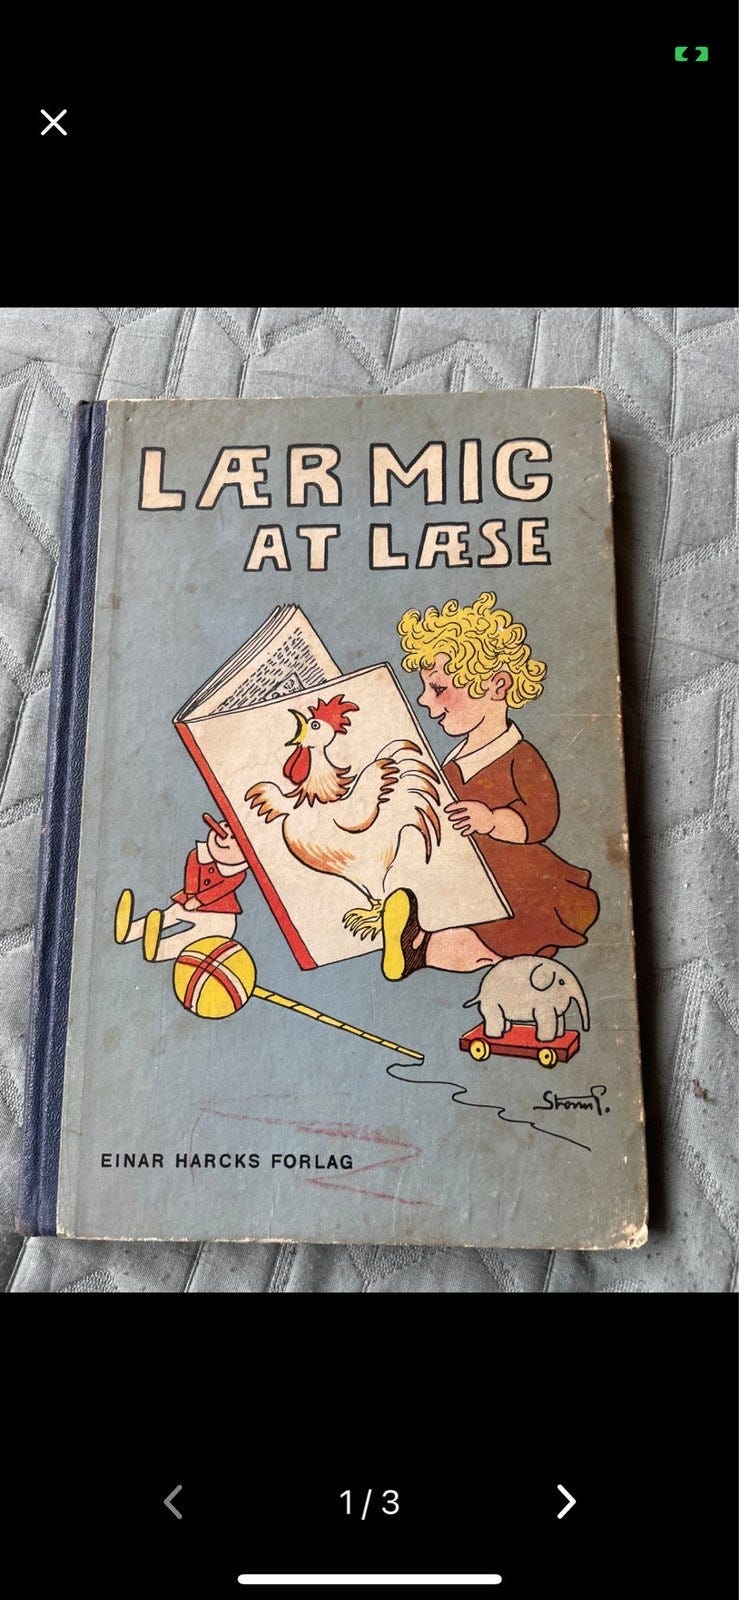 LÆR MIG
AT LÆSE
Storm P.
EINAR HARCKS FORLAG
1 / 3